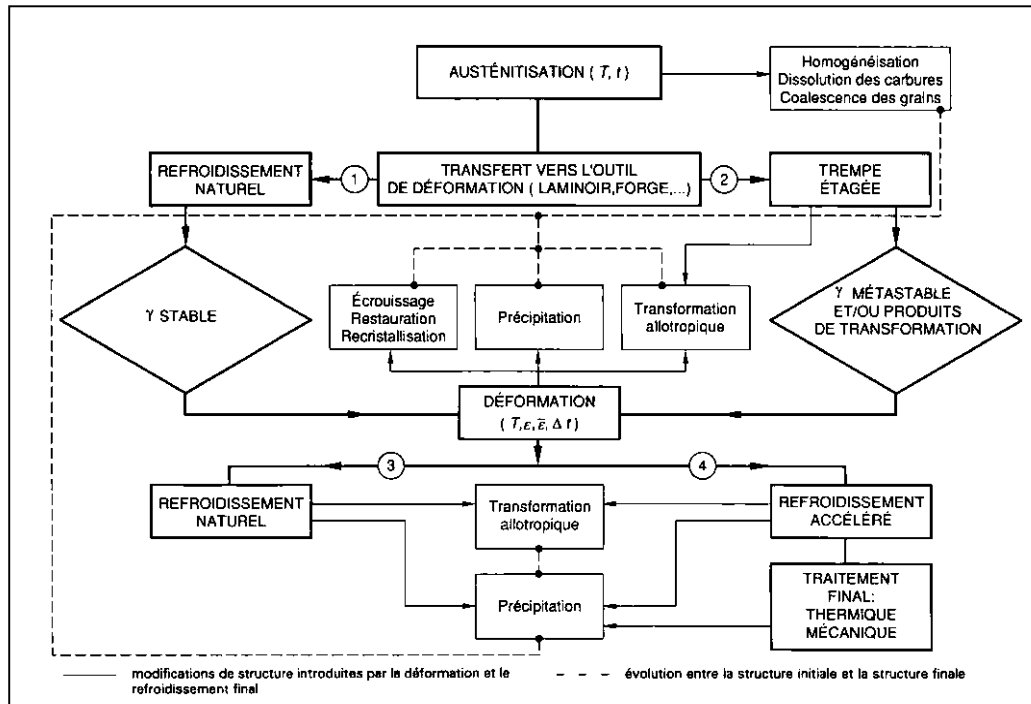 AUSTÉNITISATION ( T, t )
Homogénéisation
Dissolution des carbures
Coalescence des grains
REFROIDISSEMENT
NATUREL
1
TRANSFERT VERS L'OUTIL
DE DÉFORMATION ( LAMINOIR,FORGE,...)
2
TREMPE
ÉTAGÉE
γ STABLE
Écrouissage
Restauration
Recristallisation
Précipitation
Transformation
allotropique
γ MÉTASTABLE
ET/OU PRODUITS
DE TRANSFORMATION
DÉFORMATION
( T, ε, ε̄, Δ t )
3
4
REFROIDISSEMENT
NATUREL
Transformation
allotropique
REFROIDISSEMENT
ACCÉLÉRÉ
Précipitation
TRAITEMENT
FINAL:
THERMIQUE
MÉCANIQUE
modifications de structure introduites par la déformation et le
refroidissement final
évolution entre la structure initiale et la structure finale